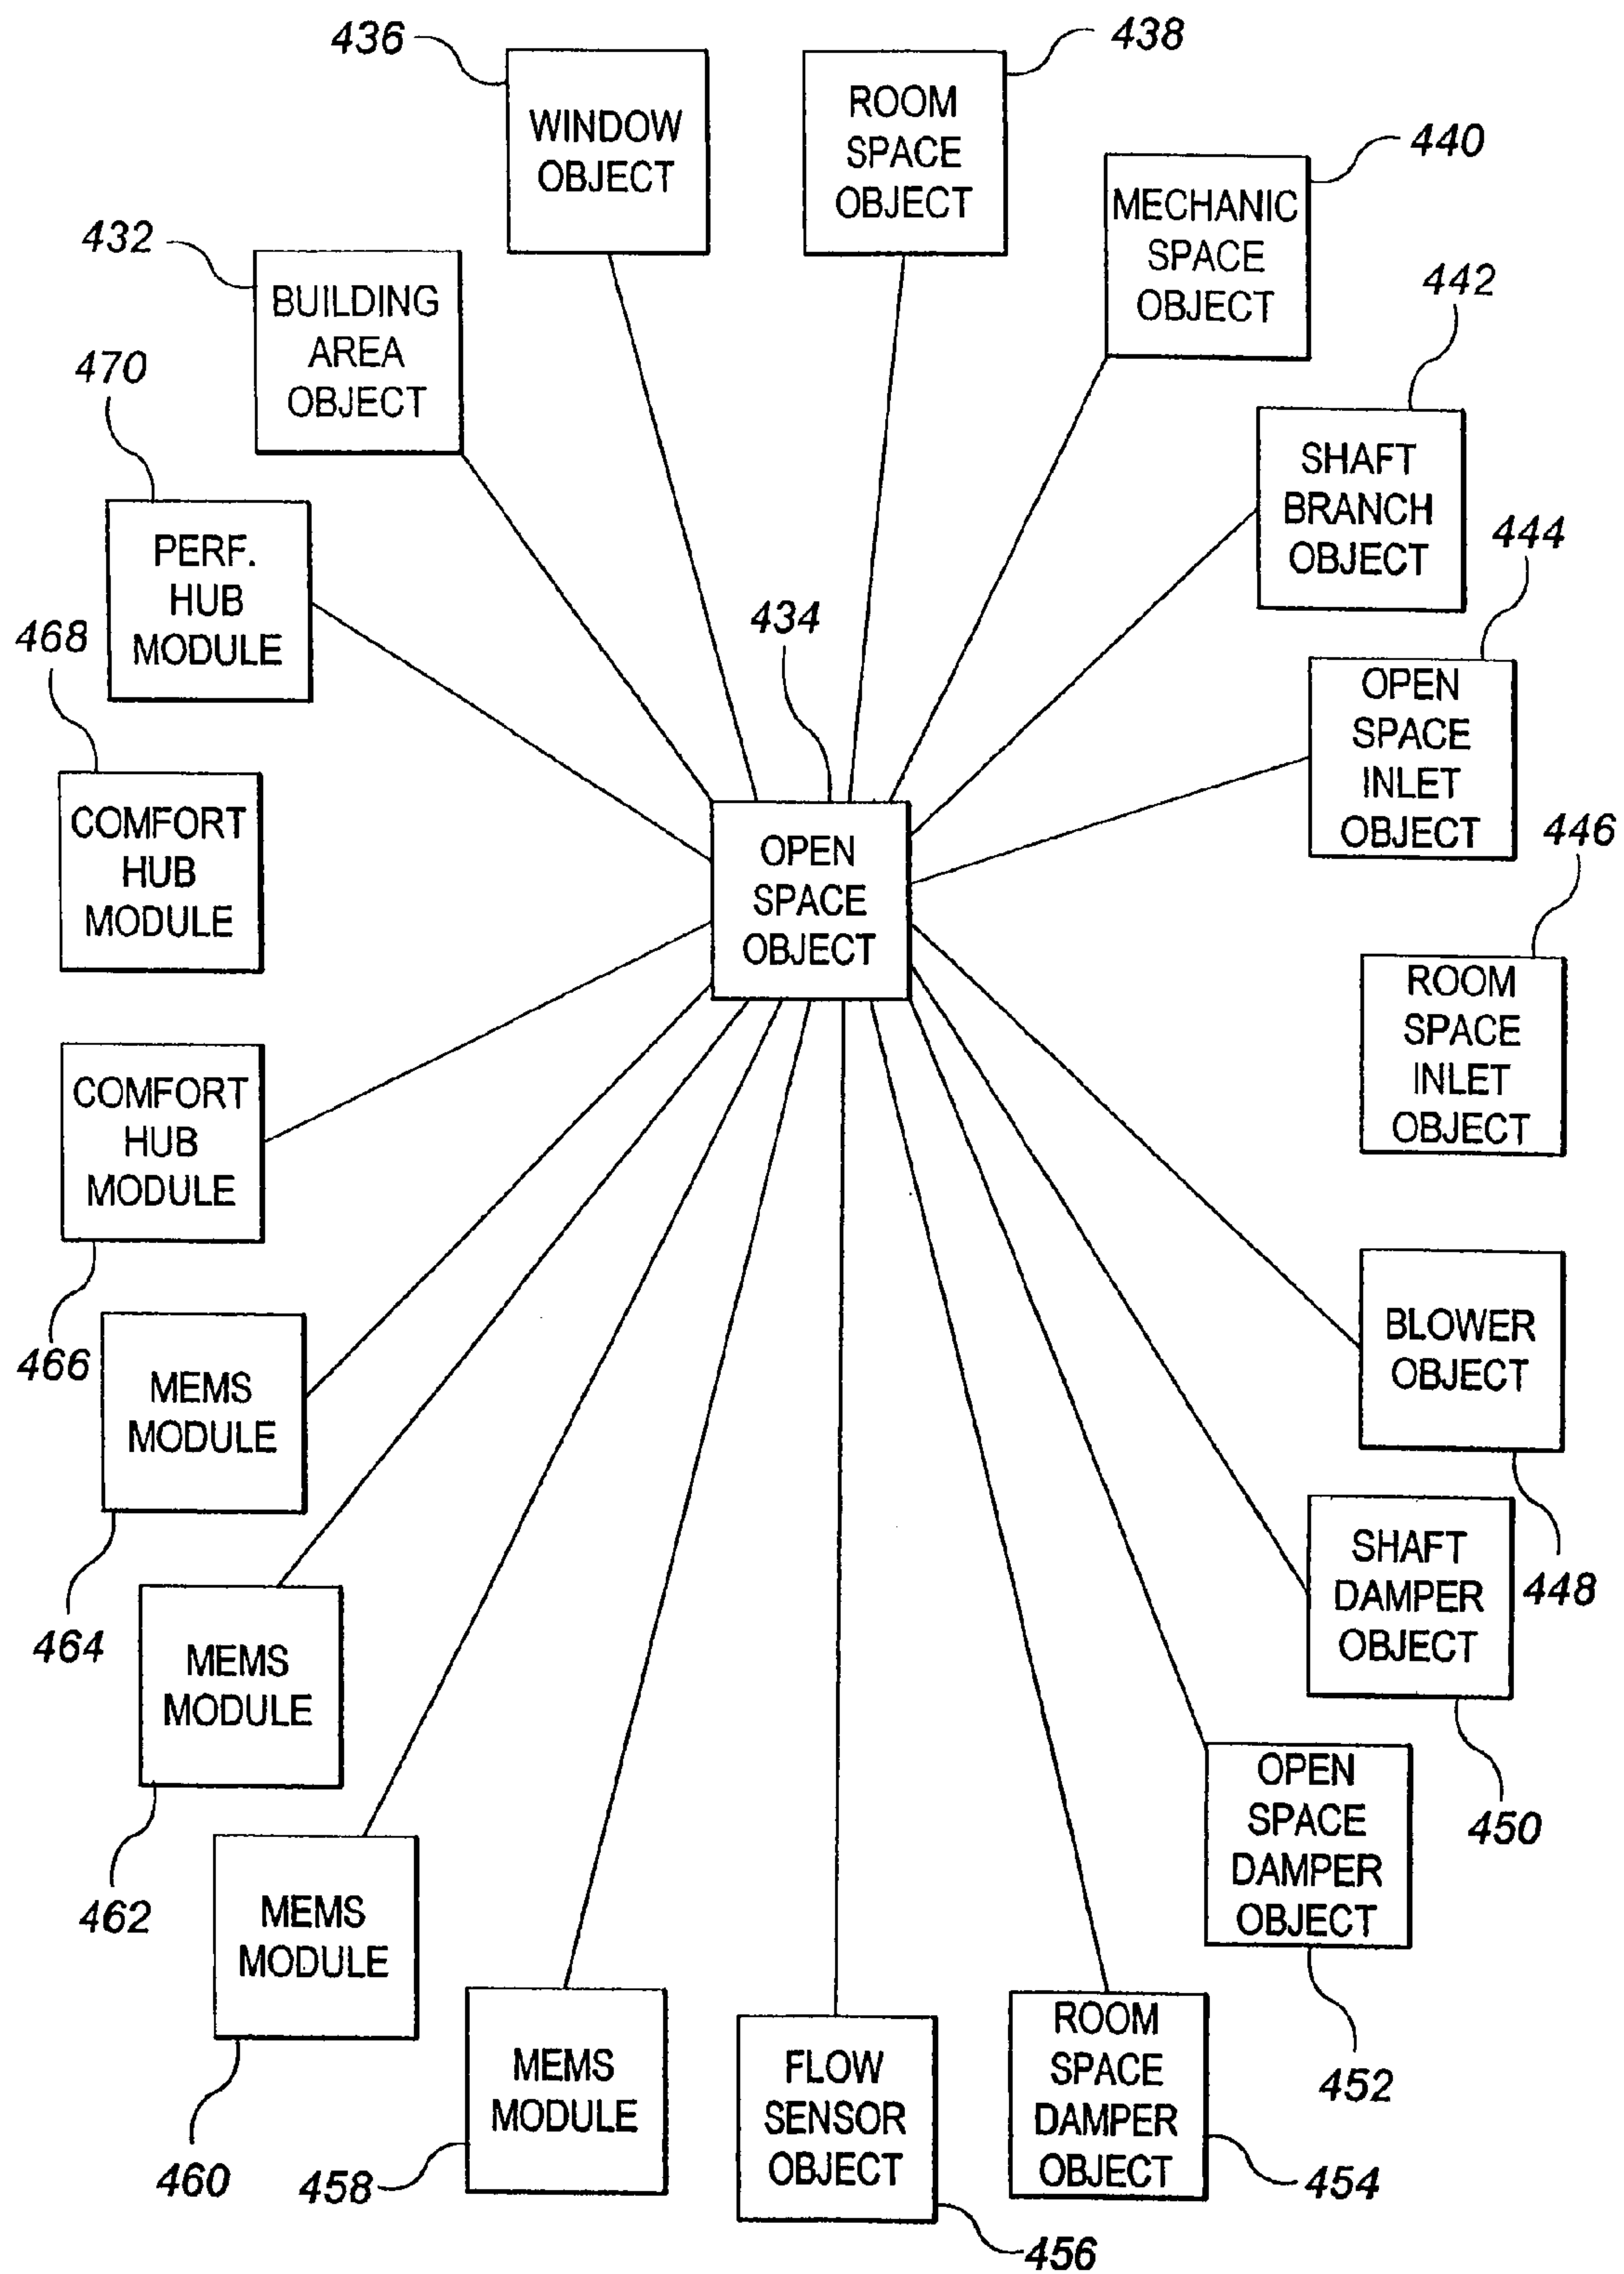 436
438
WINDOW
OBJECT
ROOM
SPACE
OBJECT
440
MECHANIC
SPACE
OBJECT
432
BUILDING
AREA
OBJECT
442
SHAFT
BRANCH
OBJECT
470
PERF.
HUB
MODULE
444
OPEN
SPACE
INLET
OBJECT
468
COMFORT
HUB
MODULE
434
OPEN
SPACE
OBJECT
446
ROOM
SPACE
INLET
OBJECT
COMFORT
HUB
MODULE
466
BLOWER
OBJECT
448
MEMS
MODULE
464
SHAFT
DAMPER
OBJECT
450
MEMS
MODULE
462
OPEN
SPACE
DAMPER
OBJECT
452
MEMS
MODULE
460
MEMS
MODULE
458
FLOW
SENSOR
OBJECT
456
ROOM
SPACE
DAMPER
OBJECT
454